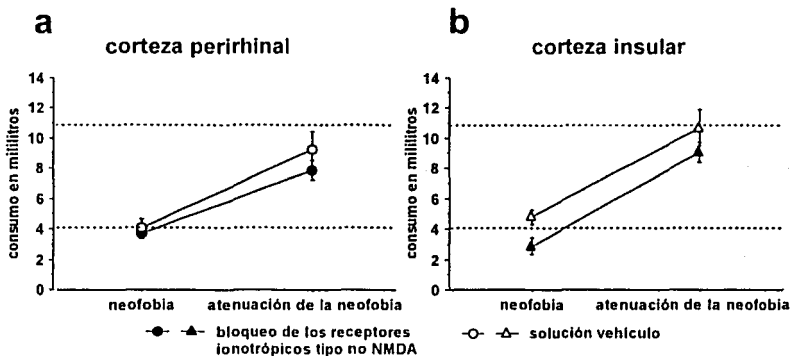 a
corteza perirhinal
consumo en mililitros
14
12
10
8
6
4
2
0
neofobia
atenuación de la neofobia
b
corteza insular
consumo en mililitros
14
12
10
8
6
4
2
0
neofobia
atenuación de la neofobia
bloqueo de los receptores
ionotrópicos tipo no NMDA
solución vehículo